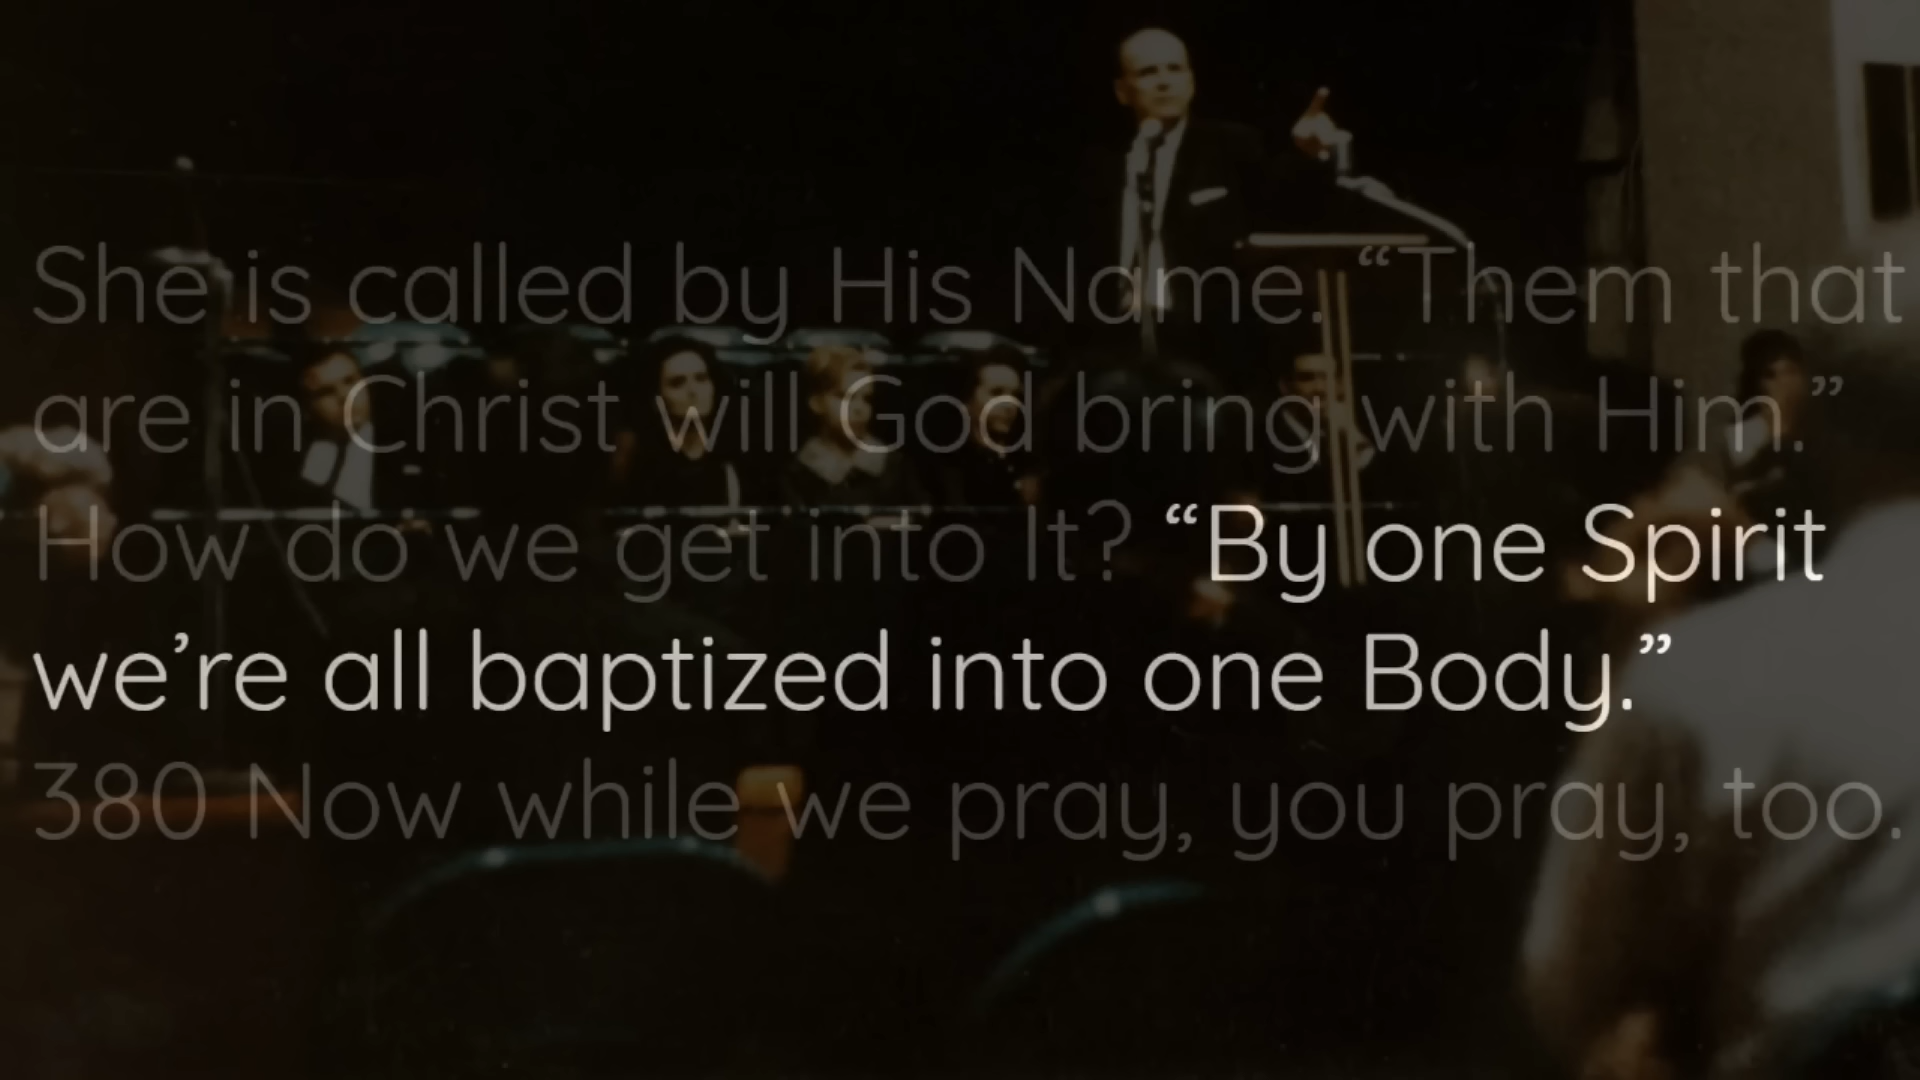 She is called by His Name. “Them that
are in Christ will God bring with Him.”
How do we get into It? “By one Spirit
we’re all baptized into one Body.”
380 Now while we pray, you pray, too.